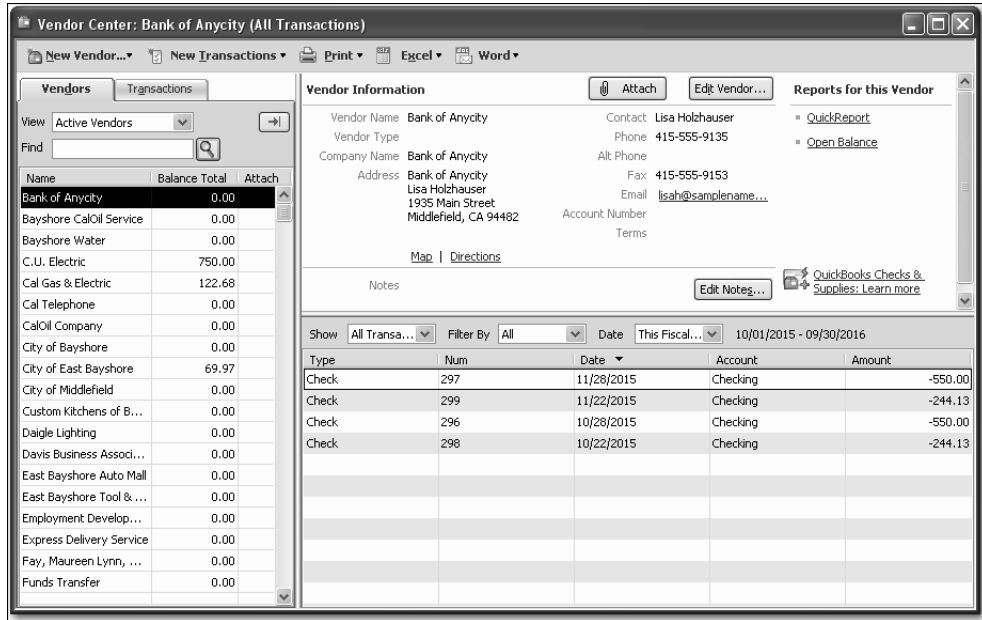 Vendor Center: Bank of Anycity (All Transactions)
New Vendor... New Transactions Print Excel Word
Vendors Transactions
View Active Vendors
Find
Name Balance Total Attach
Bank of Anycity 0.00
Bayshore CalOil Service 0.00
Bayshore Water 0.00
C.U. Electric 750.00
Cal Gas & Electric 122.68
Cal Telephone 0.00
CalOil Company 0.00
City of Bayshore 0.00
City of East Bayshore 69.97
City of Middlefield 0.00
Custom Kitchens of B... 0.00
Daigle Lighting 0.00
Davis Business Associ... 0.00
East Bayshore Auto Mall 0.00
East Bayshore Tool & ... 0.00
Employment Develop... 0.00
Express Delivery Service 0.00
Fay, Maureen Lynn, ... 0.00
Funds Transfer 0.00
Vendor Information Attach Edit Vendor...
Vendor Name Bank of Anycity
Vendor Type
Company Name Bank of Anycity
Address Bank of Anycity
Lisa Holzhauser
1935 Main Street
Middlefield, CA 94482
Map | Directions
Contact Lisa Holzhauser
Phone 415-555-9135
Alt Phone
Fax 415-555-9153
Email lisah@samplename...
Account Number
Terms
Notes Edit Notes...
Reports for this Vendor
QuickReport
Open Balance
QuickBooks Checks &
Supplies: Learn more
Show All Transa... Filter By All Date This Fiscal... 10/01/2015 - 09/30/2016
Type Num Date Account Amount
Check 297 11/28/2015 Checking -550.00
Check 299 11/22/2015 Checking -244.13
Check 296 10/28/2015 Checking -550.00
Check 298 10/22/2015 Checking -244.13